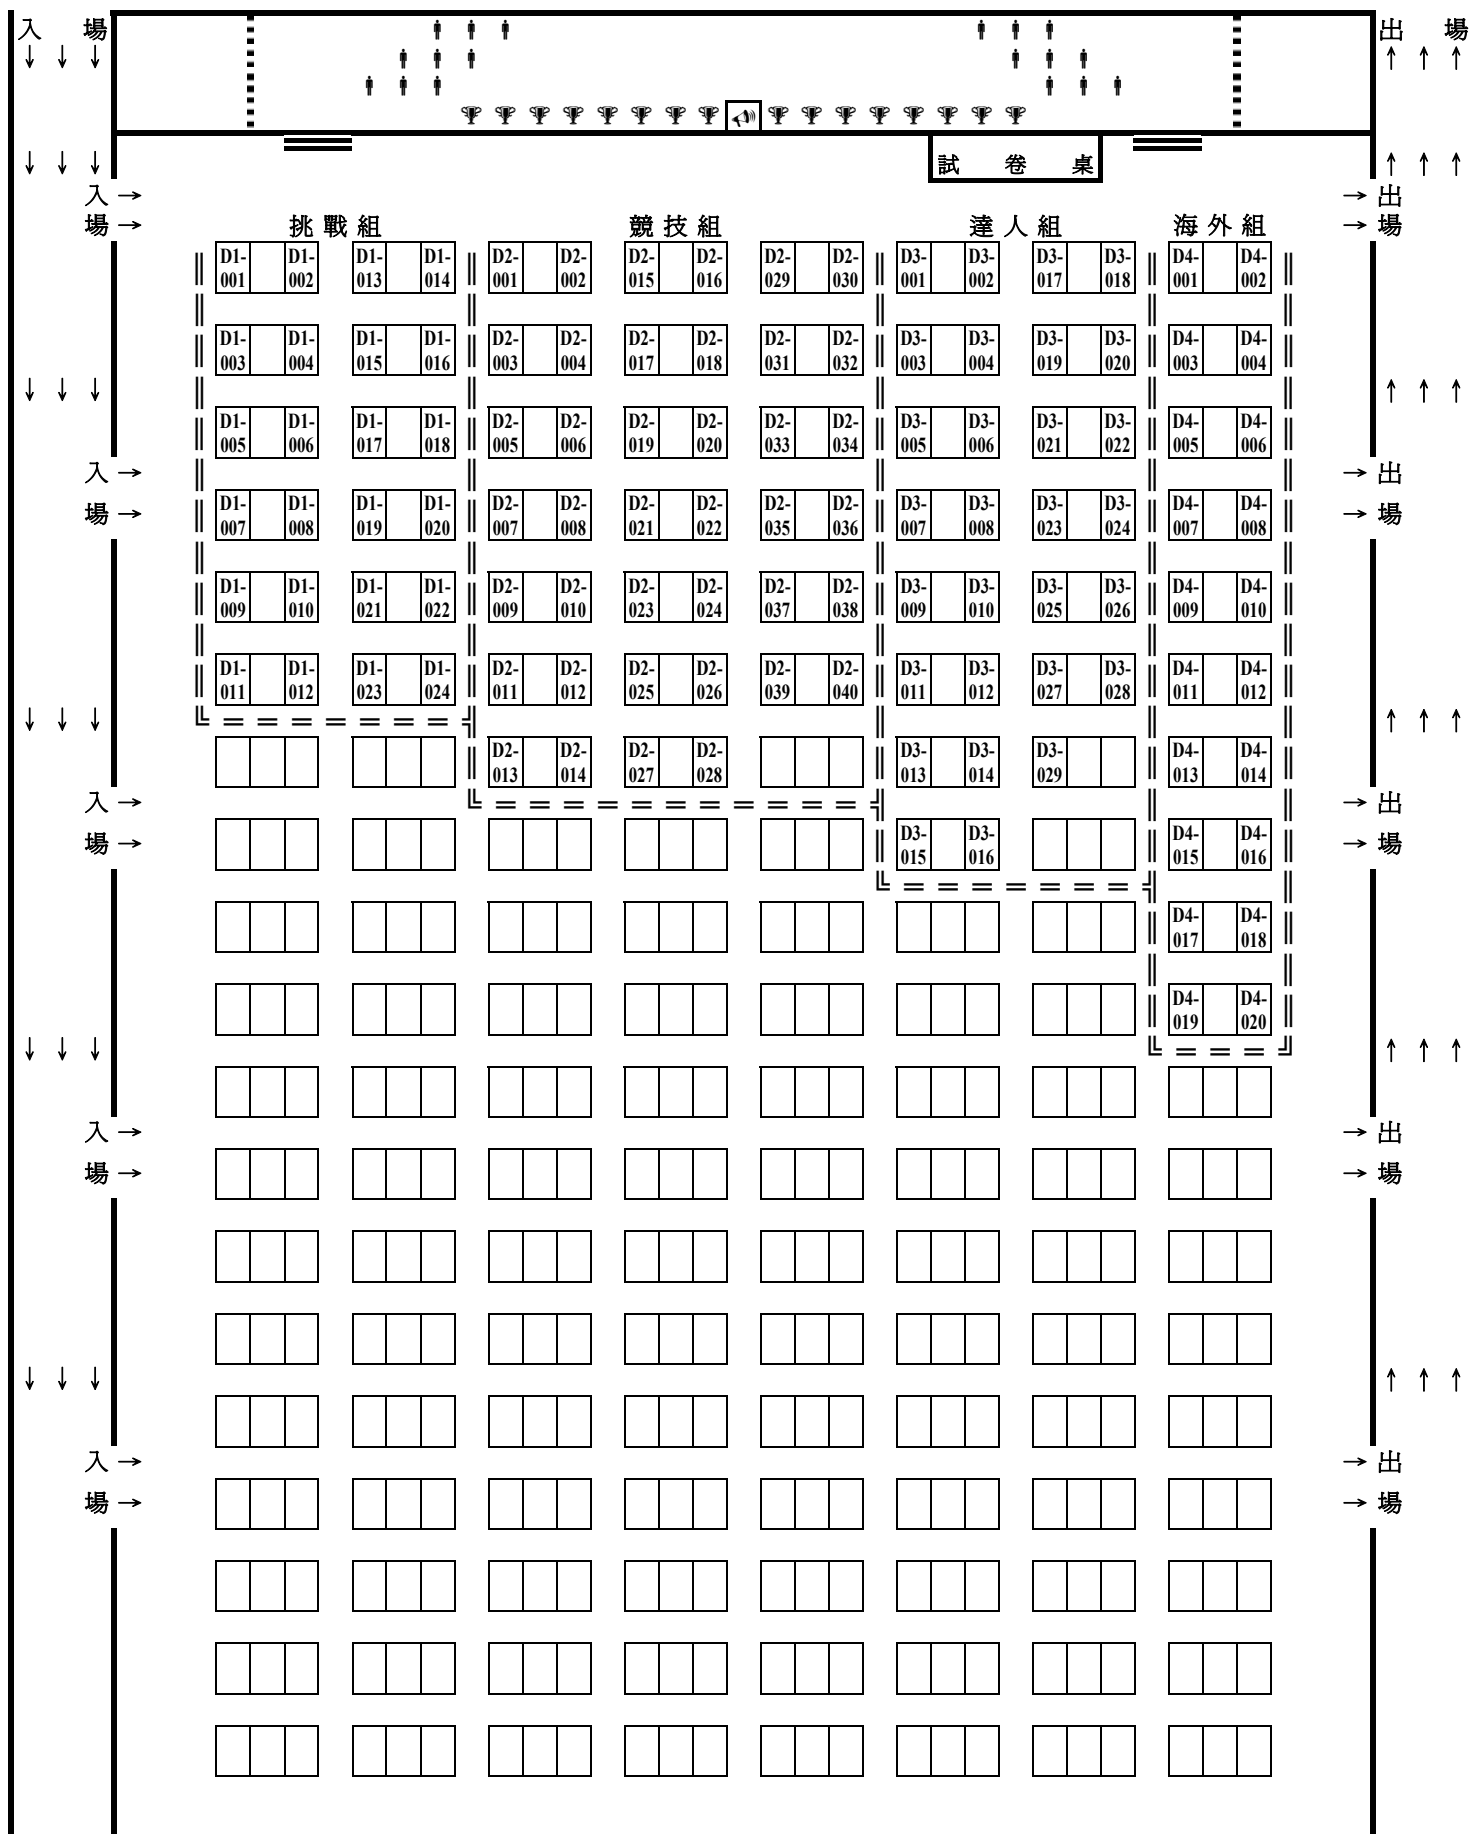 入 場
出 場
試 卷 桌
入 → → 出
場 → → 場
挑戰組 競技組 達人組 海外組
D1-001 D1-002 D1-013 D1-014 D2-001 D2-002 D2-015 D2-016 D2-029 D2-030 D3-001 D3-002 D3-017 D3-018 D4-001 D4-002
D1-003 D1-004 D1-015 D1-016 D2-003 D2-004 D2-017 D2-018 D2-031 D2-032 D3-003 D3-004 D3-019 D3-020 D4-003 D4-004
D1-005 D1-006 D1-017 D1-018 D2-005 D2-006 D2-019 D2-020 D2-033 D2-034 D3-005 D3-006 D3-021 D3-022 D4-005 D4-006
入 → → 出
場 → → 場
D1-007 D1-008 D1-019 D1-020 D2-007 D2-008 D2-021 D2-022 D2-035 D2-036 D3-007 D3-008 D3-023 D3-024 D4-007 D4-008
D1-009 D1-010 D1-021 D1-022 D2-009 D2-010 D2-023 D2-024 D2-037 D2-038 D3-009 D3-010 D3-025 D3-026 D4-009 D4-010
D1-011 D1-012 D1-023 D1-024 D2-011 D2-012 D2-025 D2-026 D2-039 D2-040 D3-011 D3-012 D3-027 D3-028 D4-011 D4-012
D2-013 D2-014 D2-027 D2-028 D3-013 D3-014 D3-029 D4-013 D4-014
入 → → 出
場 → → 場
D3-015 D3-016 D4-015 D4-016
D4-017 D4-018
D4-019 D4-020
入 → → 出
場 → → 場
入 → → 出
場 → → 場